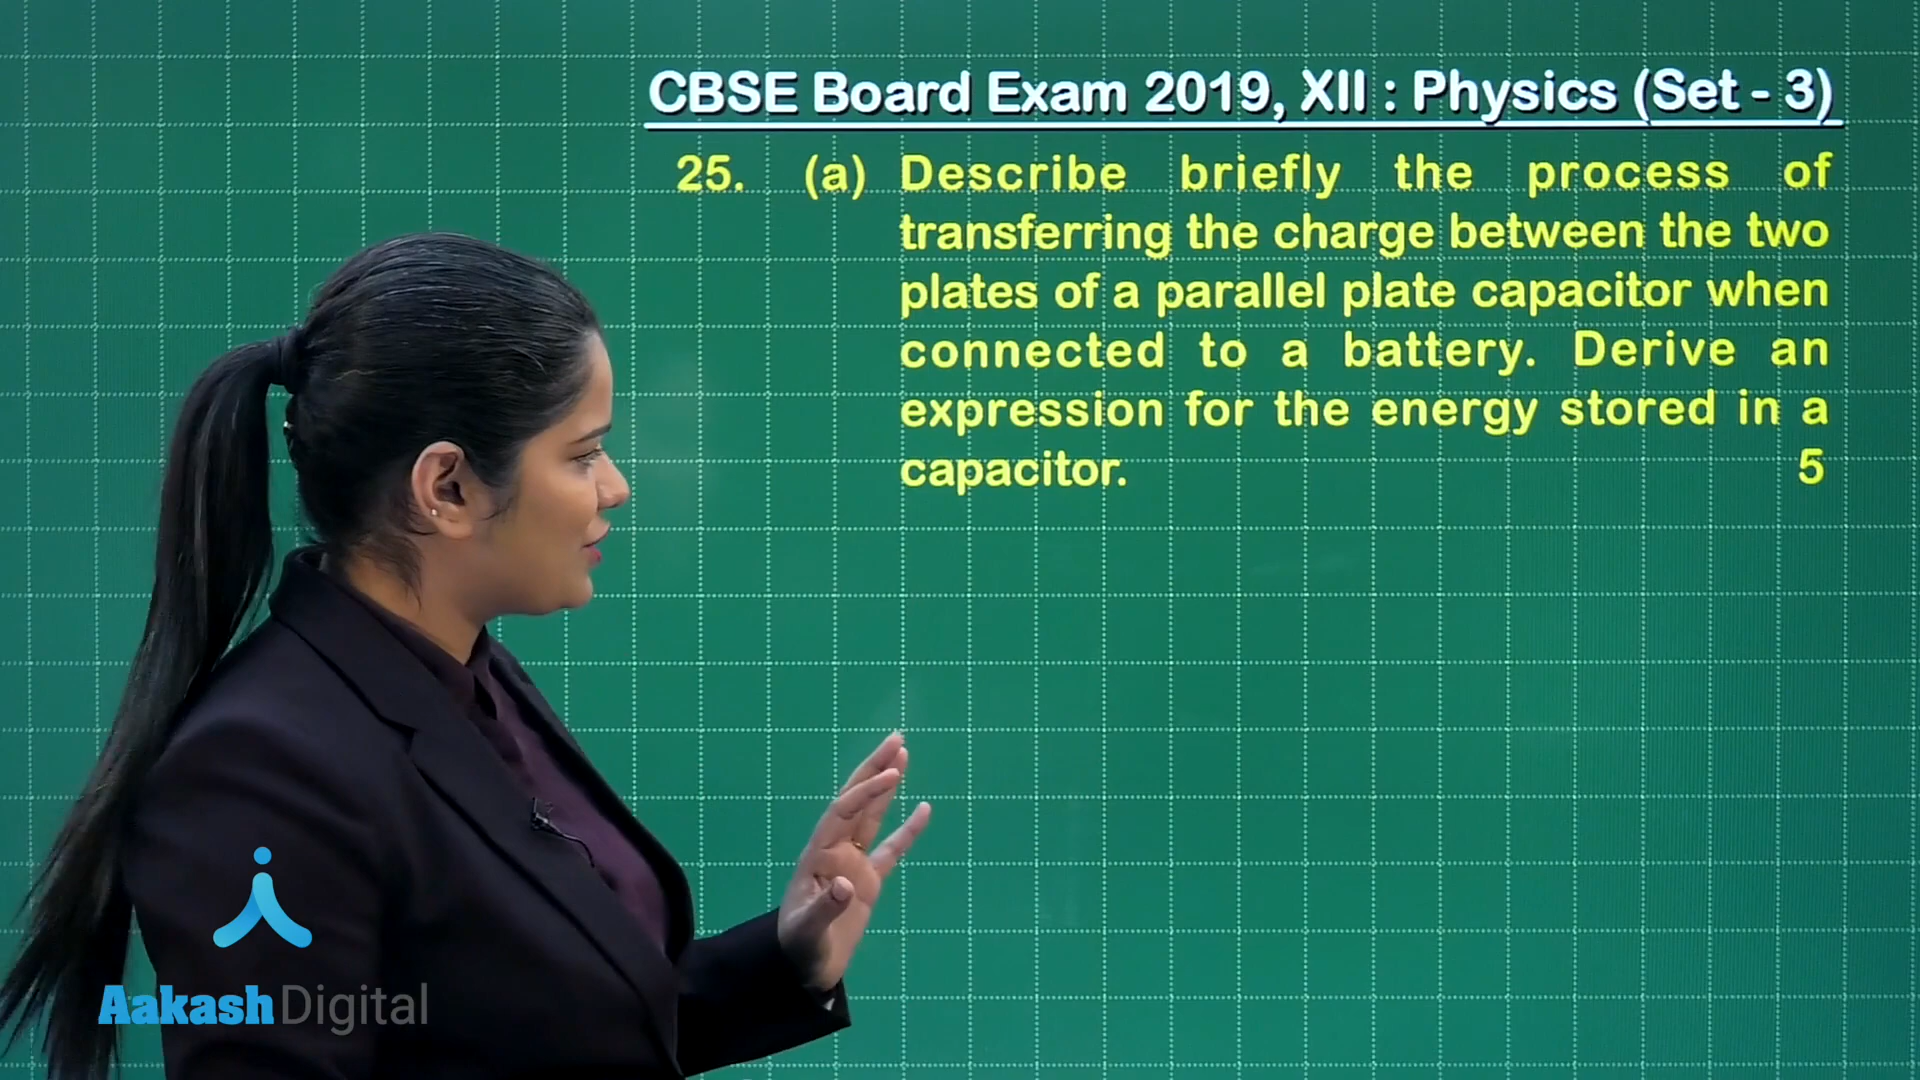 CBSE Board Exam 2019, XII : Physics (Set - 3)
25. (a) Describe briefly the process of
transferring the charge between the two
plates of a parallel plate capacitor when
connected to a battery. Derive an
expression for the energy stored in a
capacitor. 5
Aakash Digital